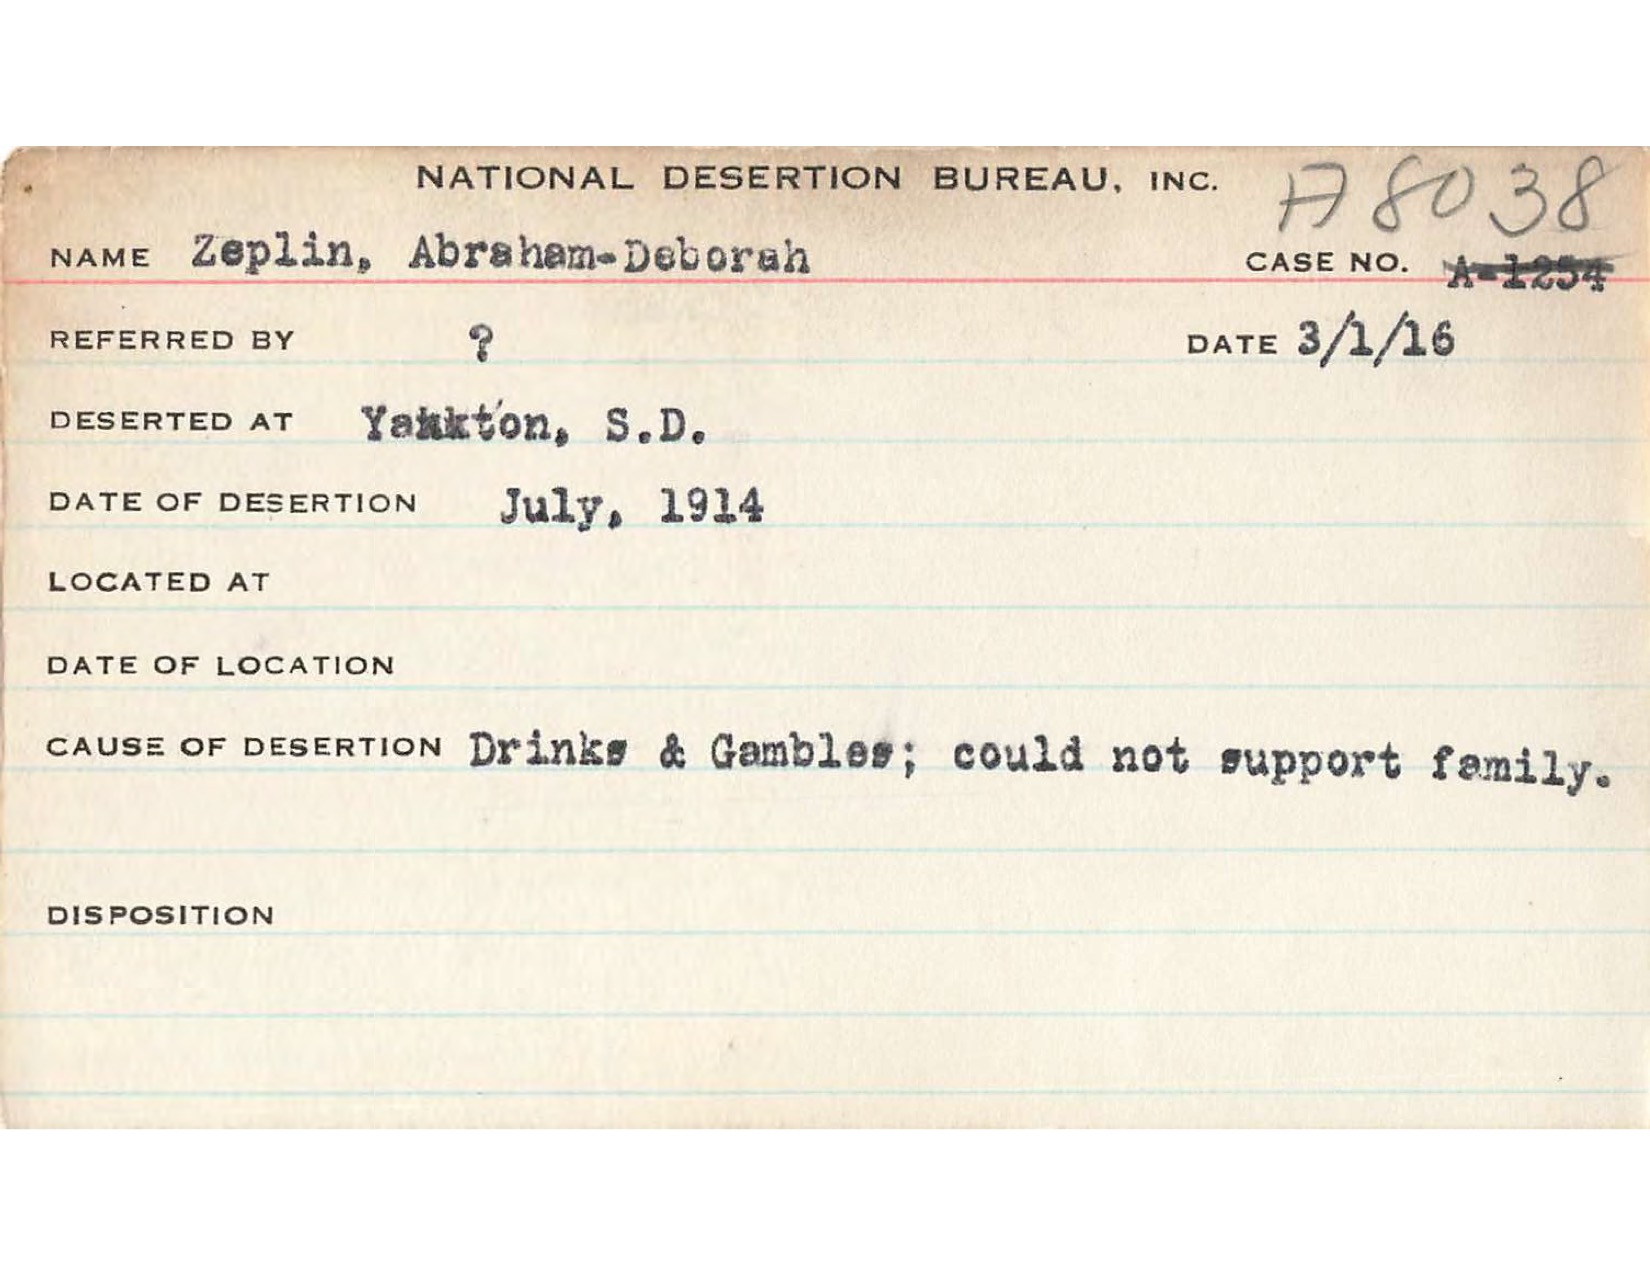 NATIONAL DESERTION BUREAU, INC. A8038
NAME Zeplin, Abraham-Deborah CASE NO. A-1254
REFERRED BY ? DATE 3/1/16
DESERTED AT Yankton, S.D.
DATE OF DESERTION July, 1914
LOCATED AT
DATE OF LOCATION
CAUSE OF DESERTION Drinks & Gambles; could not support family.
DISPOSITION